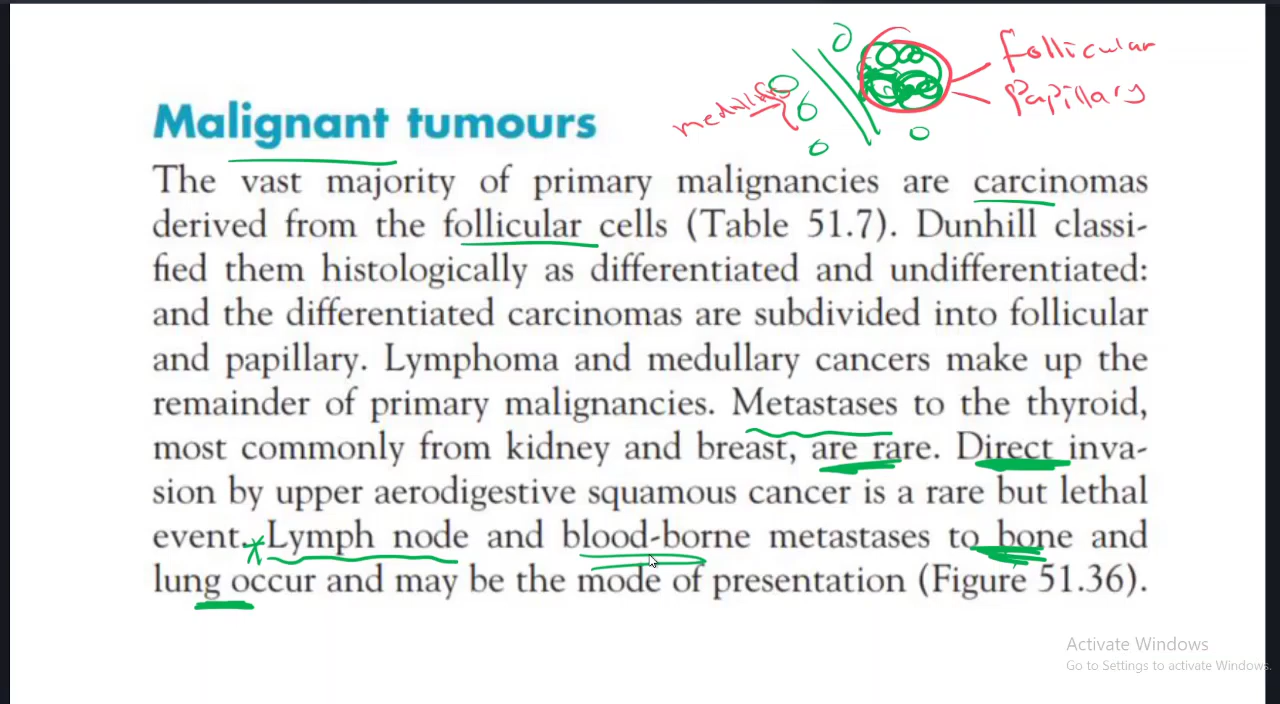 follicular
papillary
medullary
Malignant tumours
The vast majority of primary malignancies are carcinomas
derived from the follicular cells (Table 51.7). Dunhill classi-
fied them histologically as differentiated and undifferentiated:
and the differentiated carcinomas are subdivided into follicular
and papillary. Lymphoma and medullary cancers make up the
remainder of primary malignancies. Metastases to the thyroid,
most commonly from kidney and breast, are rare. Direct inva-
sion by upper aerodigestive squamous cancer is a rare but lethal
event. Lymph node and blood-borne metastases to bone and
lung occur and may be the mode of presentation (Figure 51.36).
Activate Windows
Go to Settings to activate Windows.